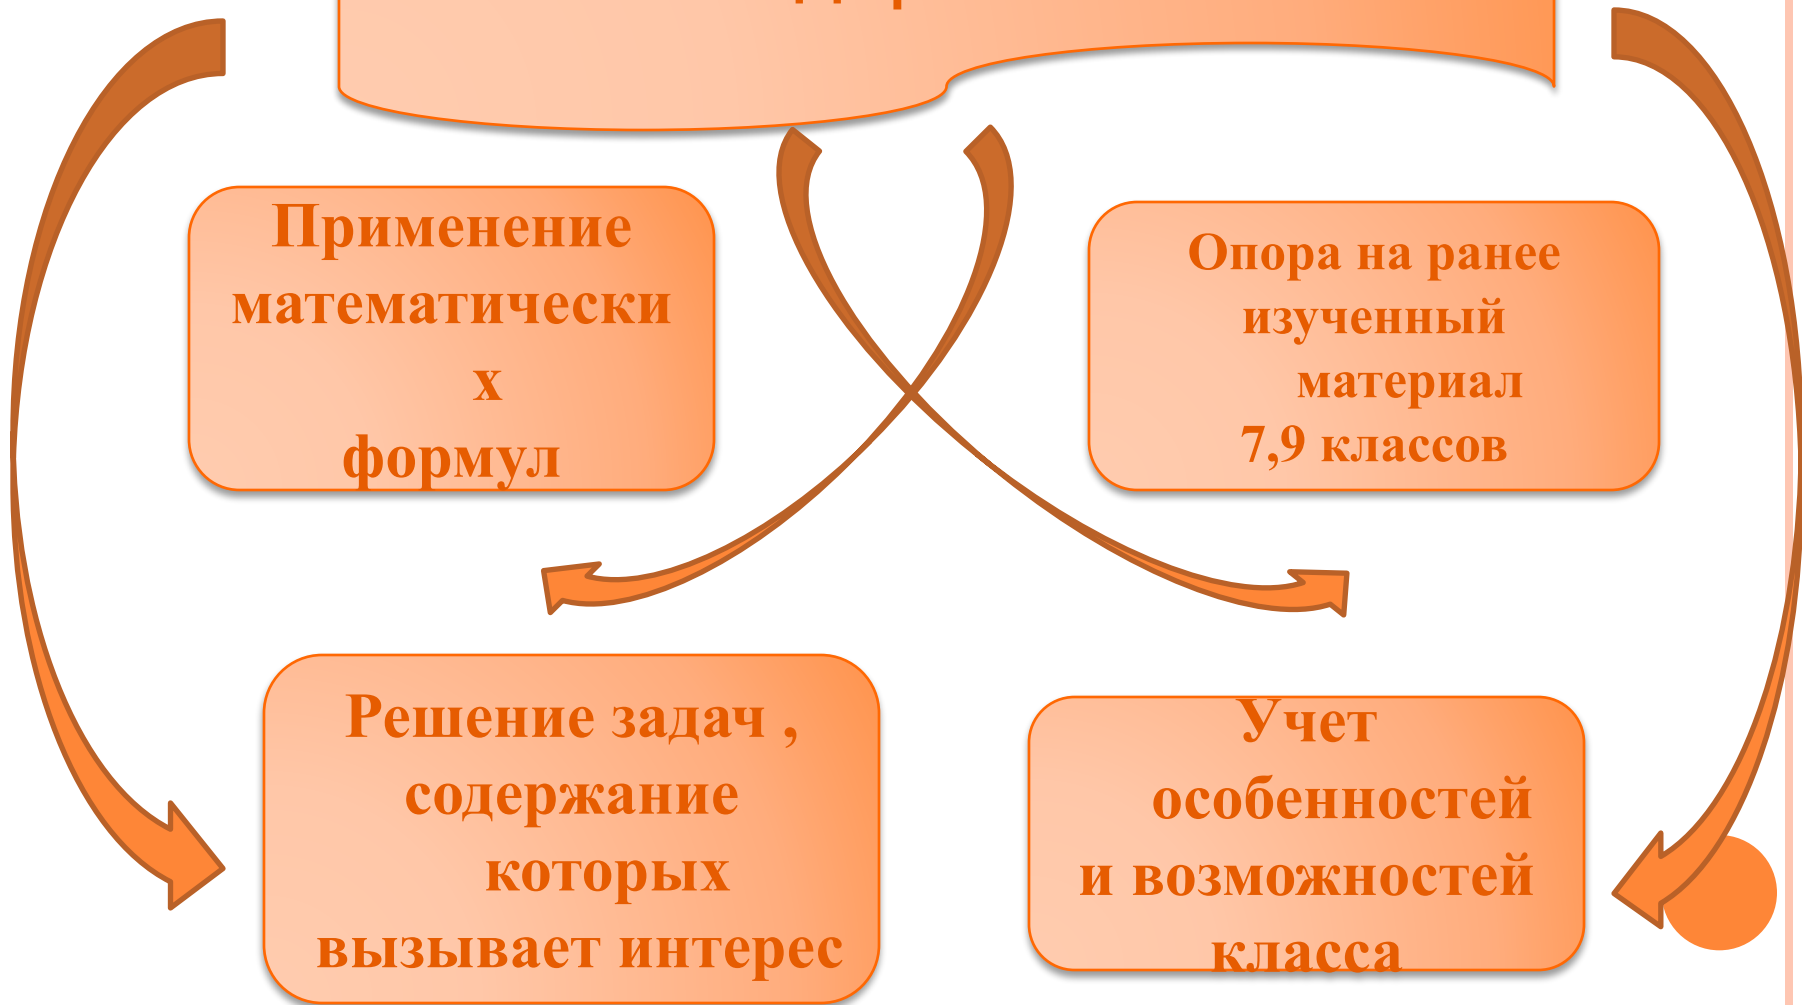 Применение
математически
х
формул
Опора на ранее
изученный
материал
7,9 классов
Решение задач ,
содержание
которых
вызывает интерес
Учет
особенностей
и возможностей
класса